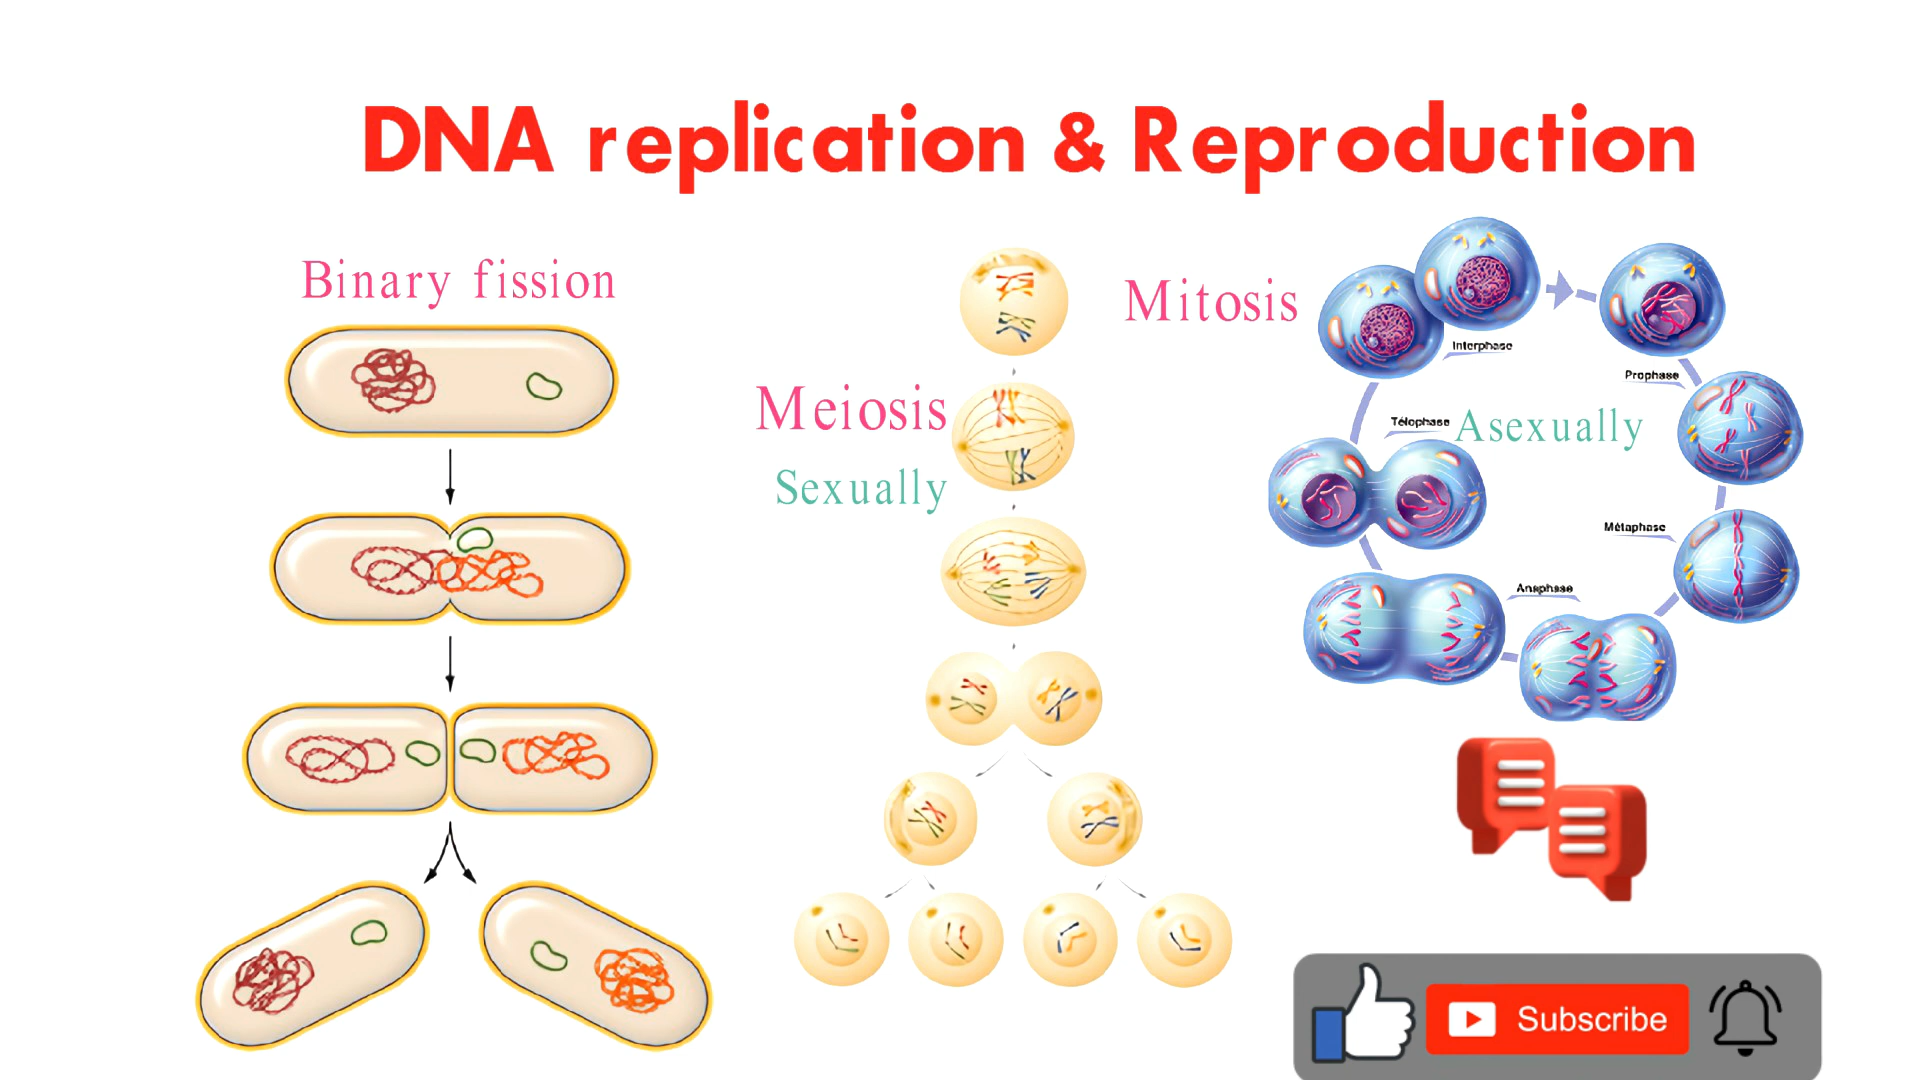 DNA replication & Reproduction
Binary fission
Meiosis
Sexually
Mitosis
Interphase
Prophase
Télophase
Asexually
Métaphase
Anaphase
Subscribe